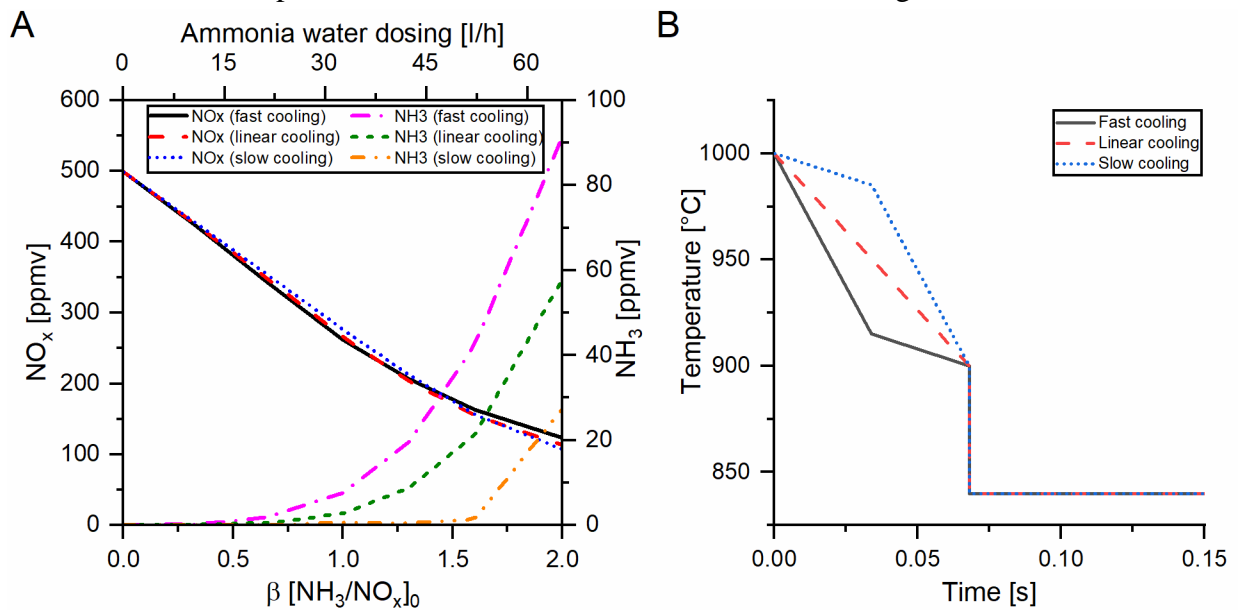 A
Ammonia water dosing [l/h]
0 15 30 45 60
600 100
NOx (fast cooling) NH3 (fast cooling)
NOx (linear cooling) NH3 (linear cooling)
NOx (slow cooling) NH3 (slow cooling)
500
400
300
200
100
0
NOₓ [ppmv]
80
60
40
20
0
NH₃ [ppmv]
0.0 0.5 1.0 1.5 2.0
β [NH₃/NOₓ]₀
B
Fast cooling
Linear cooling
Slow cooling
1000
950
900
850
Temperature [°C]
0.00 0.05 0.10 0.15
Time [s]